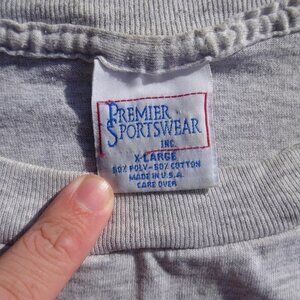 PREMIER
SPORTSWEAR
INC.
X-LARGE
50% POLY-50% COTTON
MADE IN U.S.A.
CARE OVER